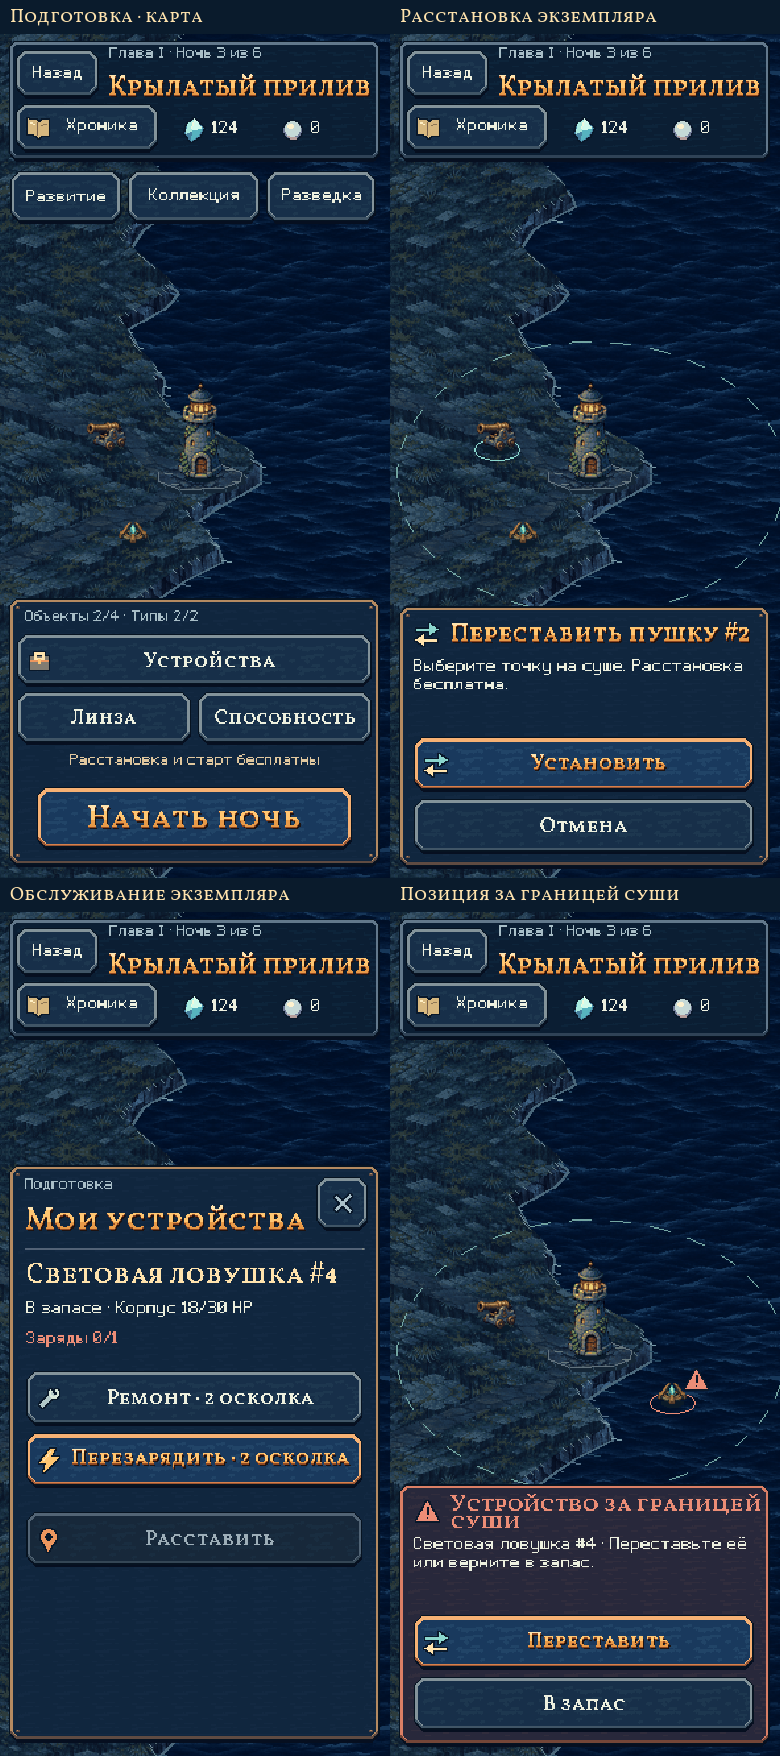 Подготовка · карта
Глава I · Ночь 3 из 6
Назад
Крылатый прилив
Хроника
124
0
Развитие
Коллекция
Разведка
Объекты 2/4 · Типы 2/2
Устройства
Линза
Способность
Расстановка и старт бесплатны
Начать ночь
Расстановка экземпляра
Глава I · Ночь 3 из 6
Назад
Крылатый прилив
Хроника
124
0
Переставить пушку #2
Выберите точку на суше. Расстановка
бесплатна.
Установить
Отмена
Обслуживание экземпляра
Глава I · Ночь 3 из 6
Назад
Крылатый прилив
Хроника
124
0
Подготовка
Мои устройства
Световая ловушка #4
В запасе · Корпус 18/30 HP
Заряды 0/1
Ремонт · 2 осколка
Перезарядить · 2 осколка
Расставить
Позиция за границей суши
Глава I · Ночь 3 из 6
Назад
Крылатый прилив
Хроника
124
0
Устройство за границей
суши
Световая ловушка #4 · Переставьте её
или верните в запас.
Переставить
В запас